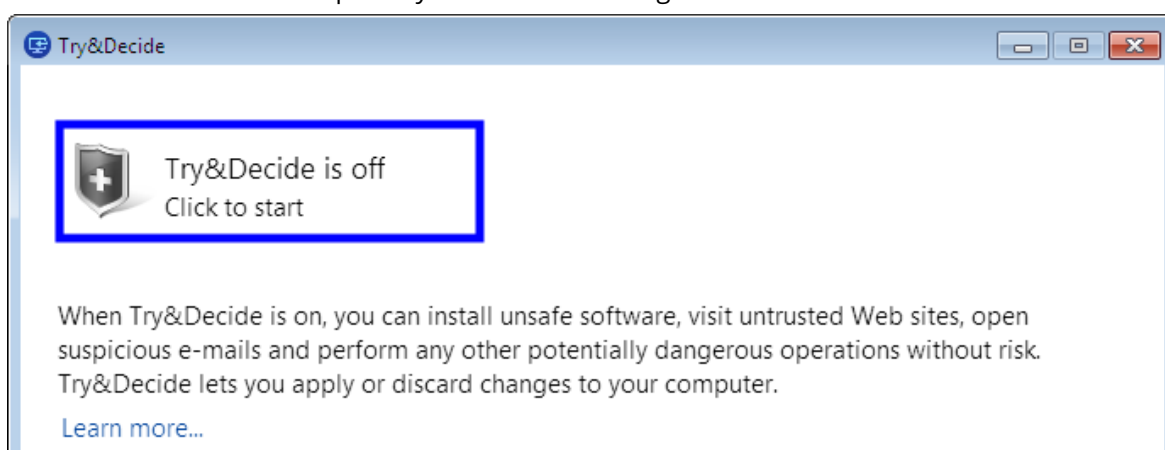 Try&Decide
Try&Decide is off
Click to start
When Try&Decide is on, you can install unsafe software, visit untrusted Web sites, open
suspicious e-mails and perform any other potentially dangerous operations without risk.
Try&Decide lets you apply or discard changes to your computer.
Learn more...